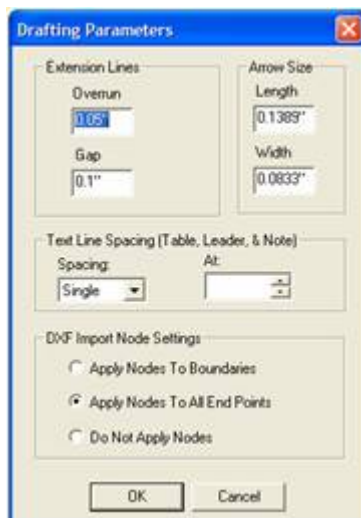 Drafting Parameters
Extension Lines
Overrun
0.05"
Gap
0.1"
Arrow Size
Length
0.1389"
Width
0.0833"
Text Line Spacing (Table, Leader, & Note)
Spacing:
At:
Single
DXF Import Node Settings
Apply Nodes To Boundaries
Apply Nodes To All End Points
Do Not Apply Nodes
OK
Cancel